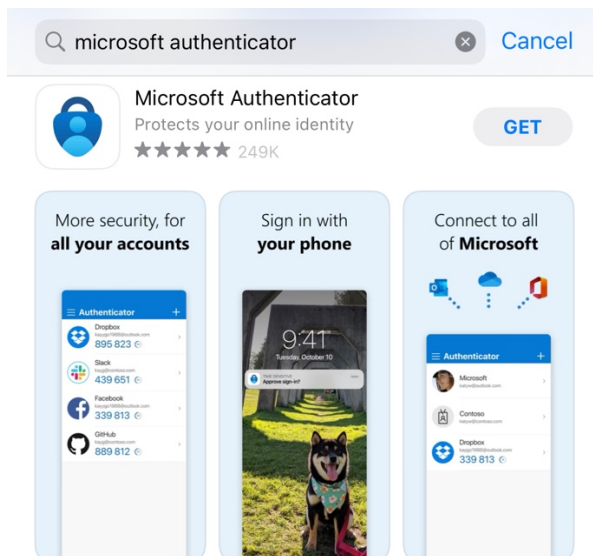 microsoft authenticator
Cancel
Microsoft Authenticator
Protects your online identity
249K
GET
More security, for
all your accounts
Authenticator
Dropbox
895 823
Slack
439 651
Facebook
339 813
GitHub
889 812
Sign in with
your phone
9:41
Tuesday, October 10
TIME SENSITIVE
Approve sign-in?
Connect to all
of Microsoft
Authenticator
Microsoft
Contoso
Dropbox
339 813